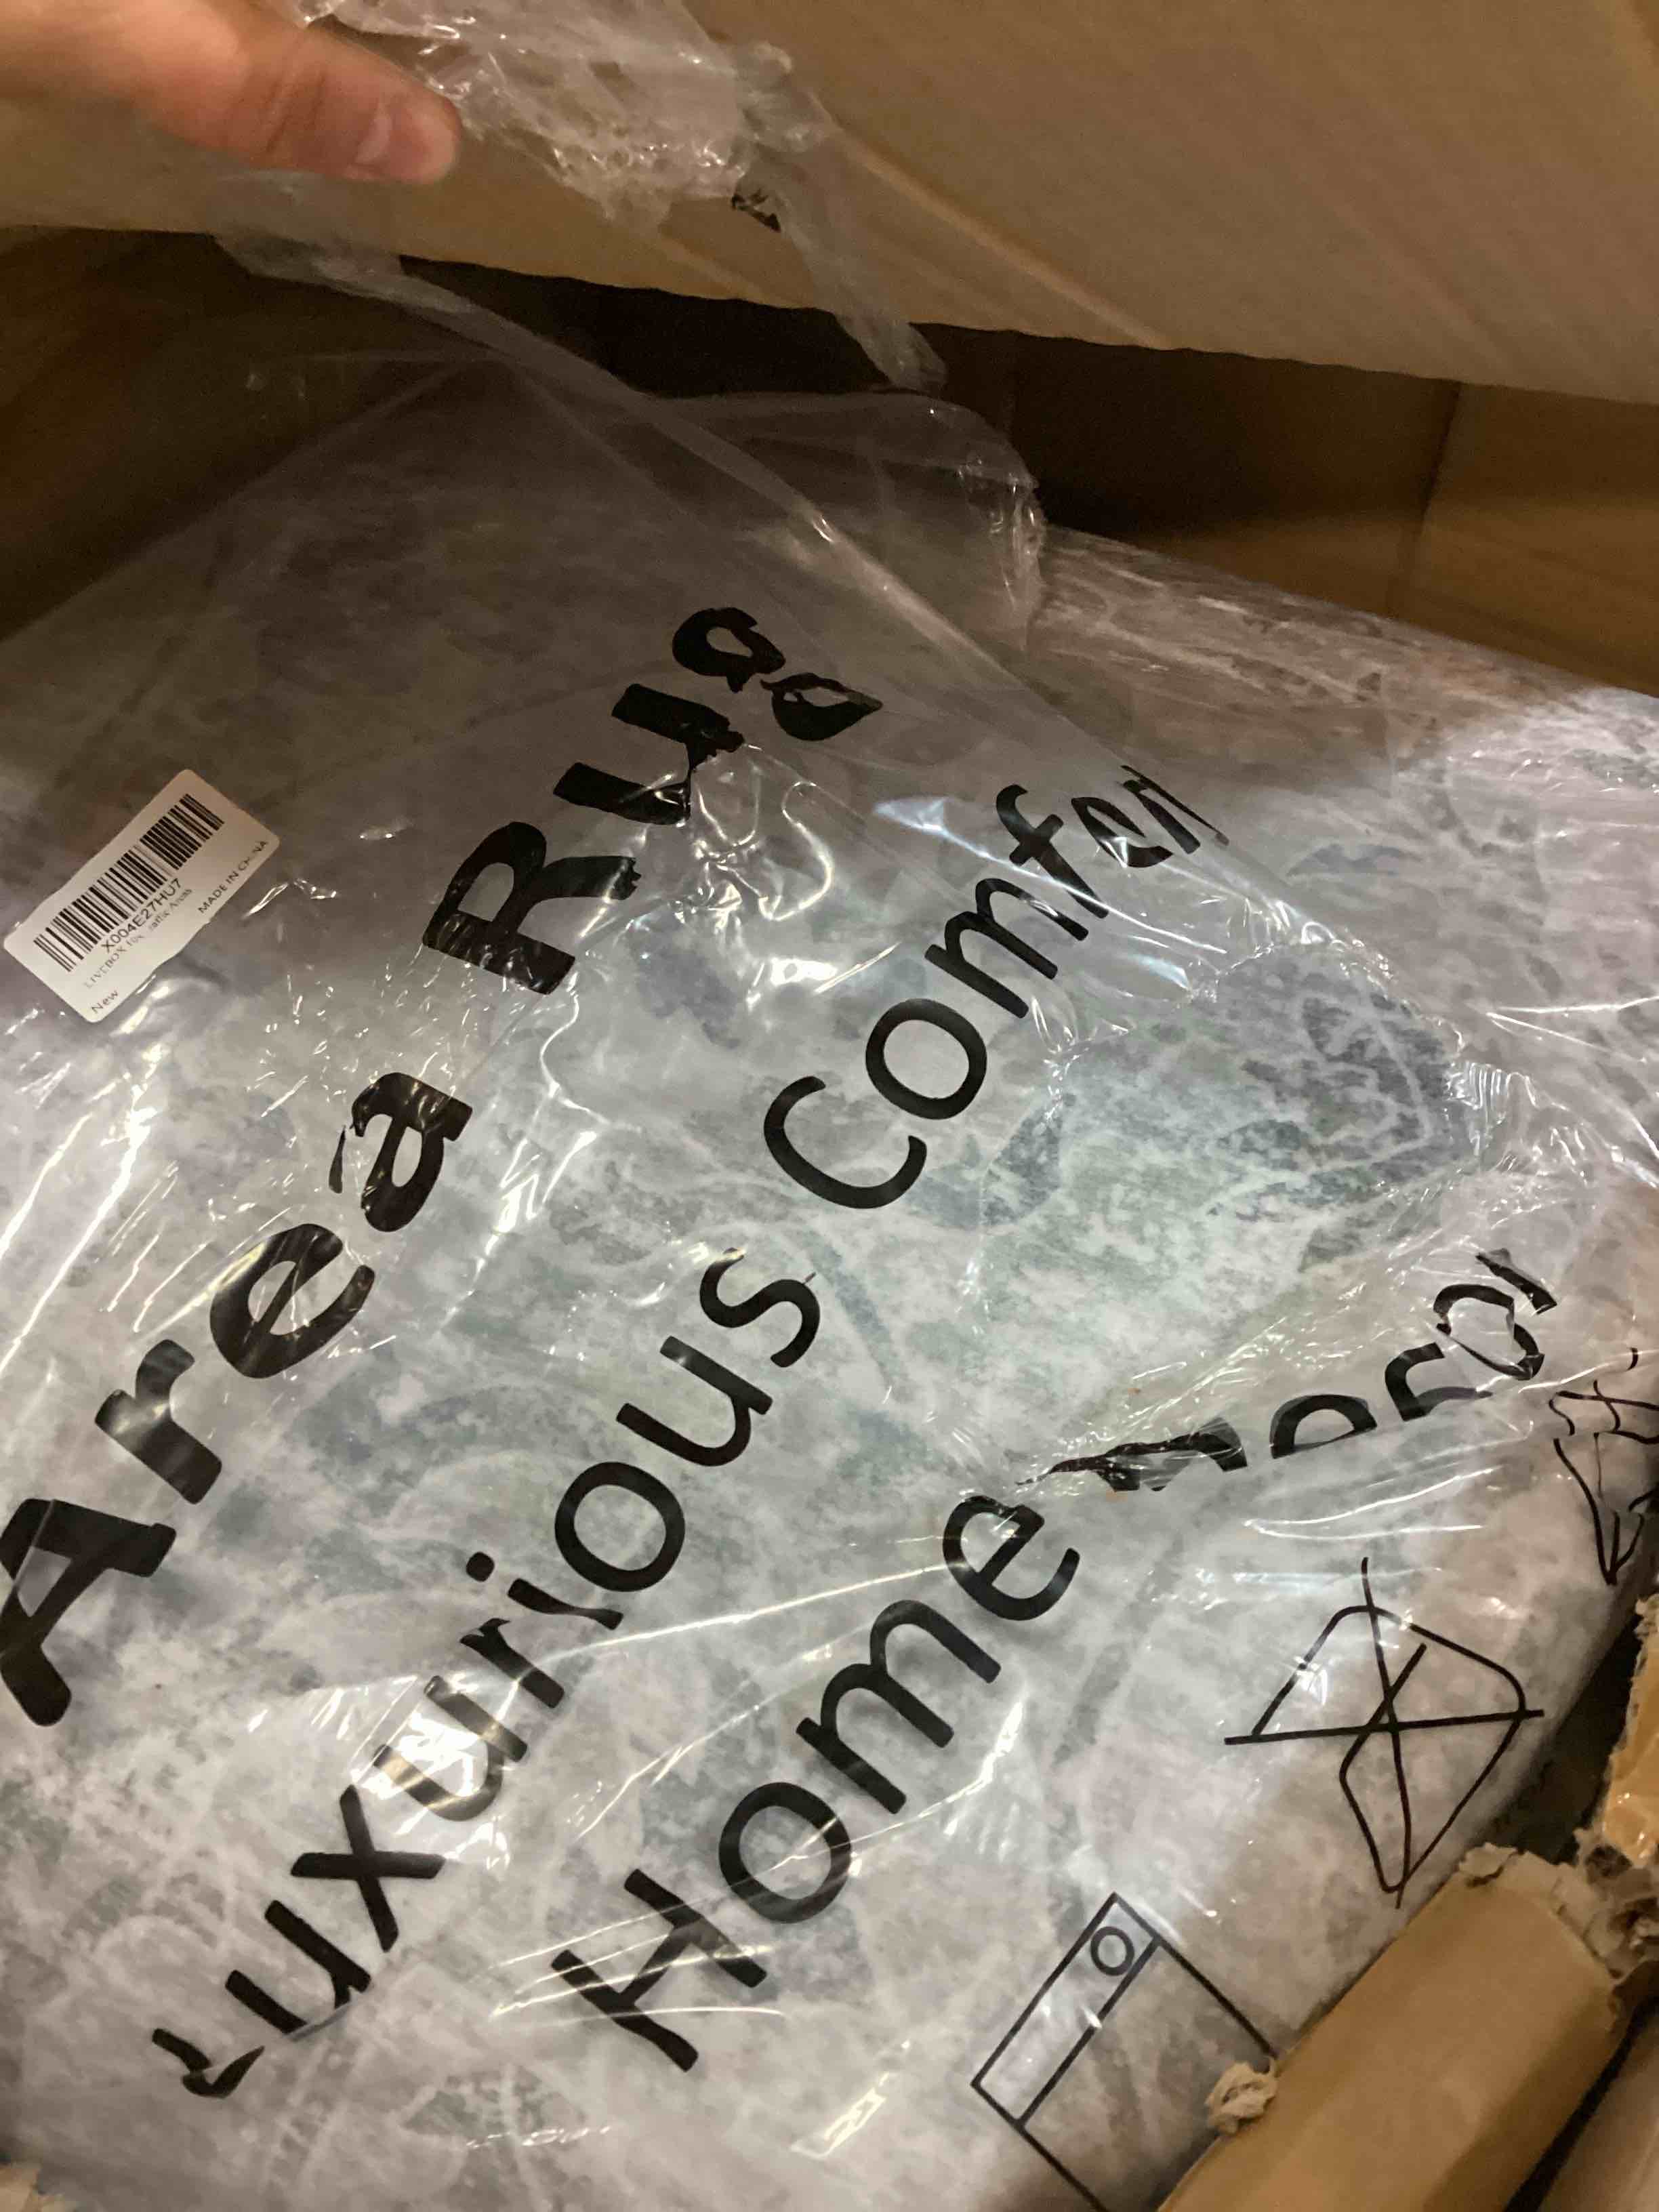 Area Rug
Luxurious Comfort
Home
X004E27HU7
New
MADE IN CHINA